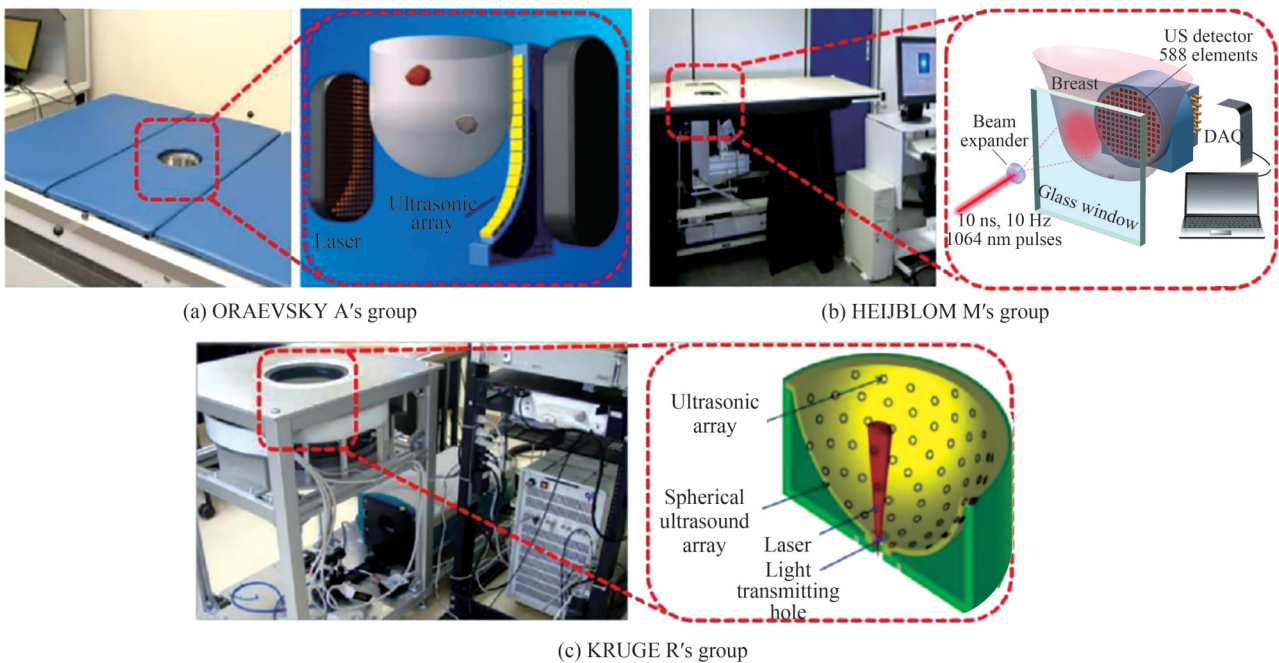 Ultrasonic
array
Laser
(a) ORAEVSKY A's group
US detector
588 elements
Breast
Beam
expander
DAQ
Glass window
10 ns, 10 Hz
1064 nm pulses
(b) HEIJBLOM M's group
Ultrasonic
array
Spherical
ultrasound
array
Laser
Light
transmitting
hole
(c) KRUGE R's group